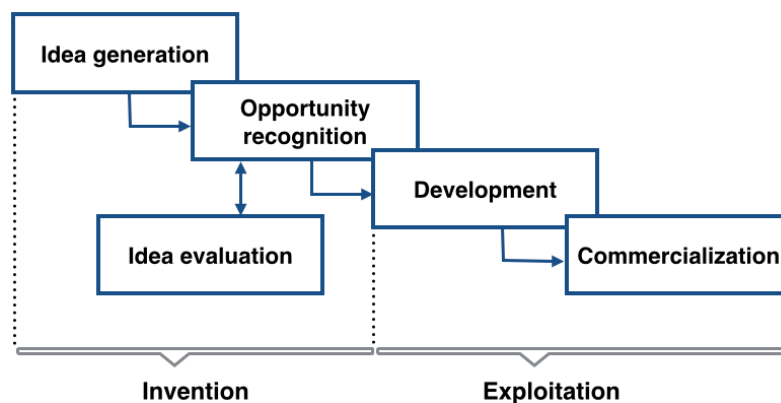 Idea generation
Opportunity
recognition
Development
Idea evaluation
Commercialization
Invention
Exploitation